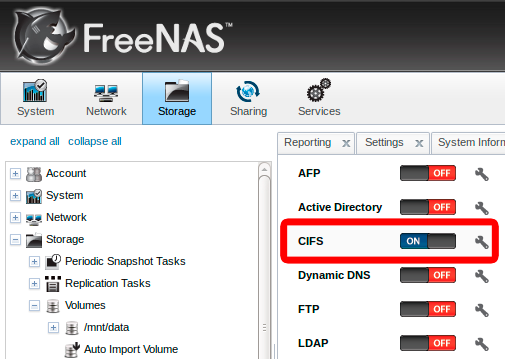 FreeNAS™
System Network Storage Sharing Services
expand all collapse all
Reporting x Settings x System Inform
Account
System
Network
Storage
Periodic Snapshot Tasks
Replication Tasks
Volumes
/mnt/data
Auto Import Volume
AFP OFF
Active Directory OFF
CIFS ON
Dynamic DNS OFF
FTP OFF
LDAP OFF